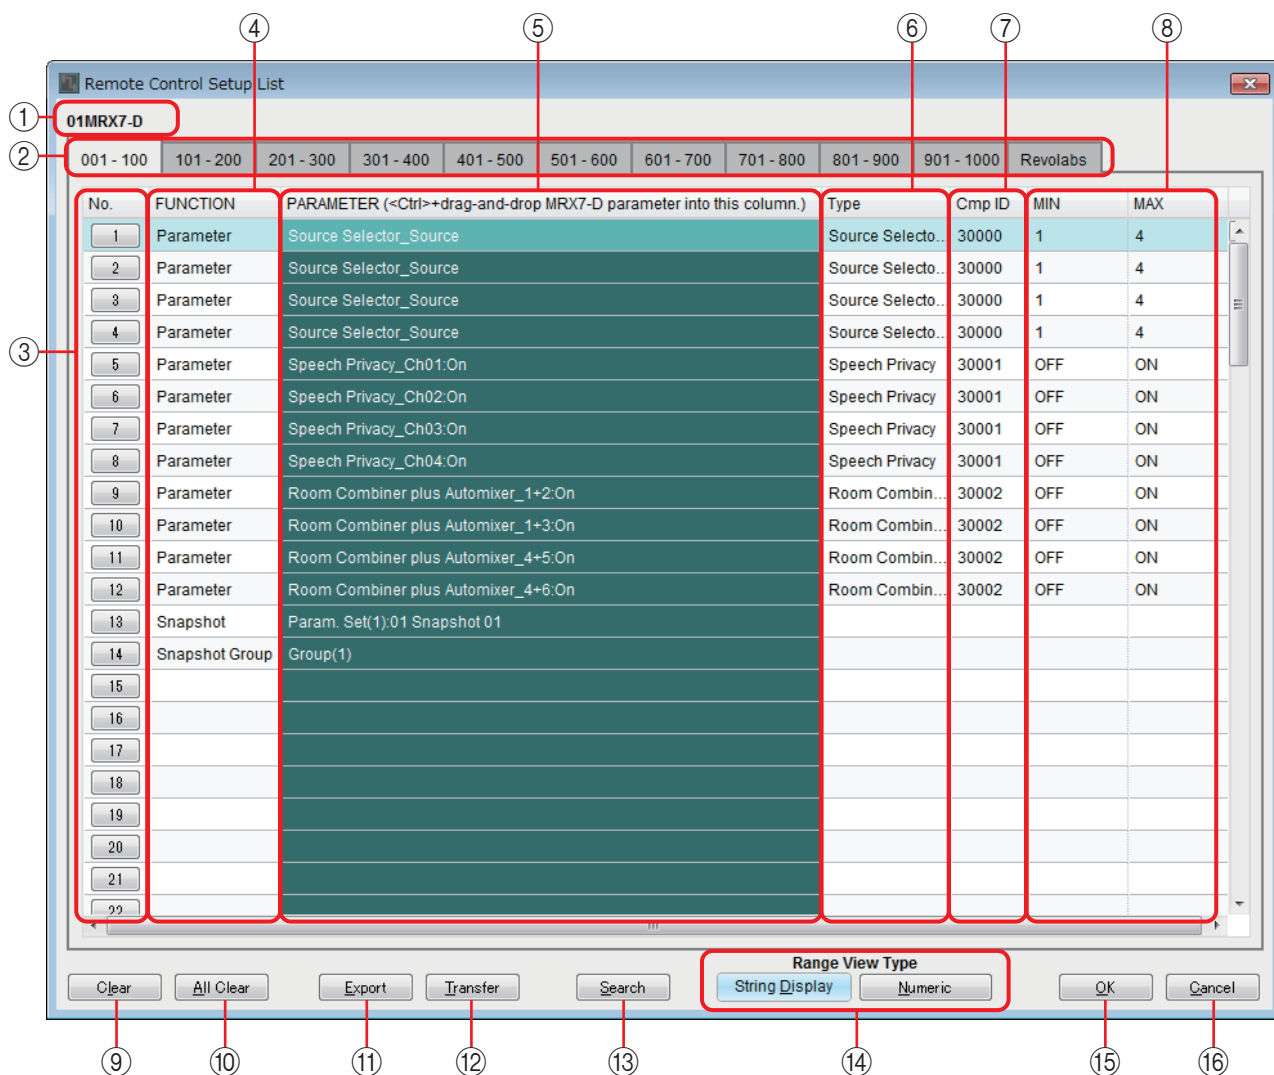 ④ ⑤ ⑥ ⑦ ⑧
Remote Control Setup List
① 01MRX7-D
② 001 - 100 101 - 200 201 - 300 301 - 400 401 - 500 501 - 600 601 - 700 701 - 800 801 - 900 901 - 1000 Revolabs
No. FUNCTION PARAMETER (<Ctrl>+drag-and-drop MRX7-D parameter into this column.) Type Cmp ID MIN MAX
1 Parameter Source Selector_Source Source Selecto... 30000 1 4
2 Parameter Source Selector_Source Source Selecto... 30000 1 4
3 Parameter Source Selector_Source Source Selecto... 30000 1 4
4 Parameter Source Selector_Source Source Selecto... 30000 1 4
③
5 Parameter Speech Privacy_Ch01:On Speech Privacy 30001 OFF ON
6 Parameter Speech Privacy_Ch02:On Speech Privacy 30001 OFF ON
7 Parameter Speech Privacy_Ch03:On Speech Privacy 30001 OFF ON
8 Parameter Speech Privacy_Ch04:On Speech Privacy 30001 OFF ON
9 Parameter Room Combiner plus Automixer_1+2:On Room Combin... 30002 OFF ON
10 Parameter Room Combiner plus Automixer_1+3:On Room Combin... 30002 OFF ON
11 Parameter Room Combiner plus Automixer_4+5:On Room Combin... 30002 OFF ON
12 Parameter Room Combiner plus Automixer_4+6:On Room Combin... 30002 OFF ON
13 Snapshot Param. Set(1):01 Snapshot 01
14 Snapshot Group Group(1)
15
16
17
18
19
20
21
22
Range View Type
Clear All Clear Export Transfer Search String Display Numeric OK Cancel
⑨ ⑩ ⑪ ⑫ ⑬ ⑭ ⑮ ⑯